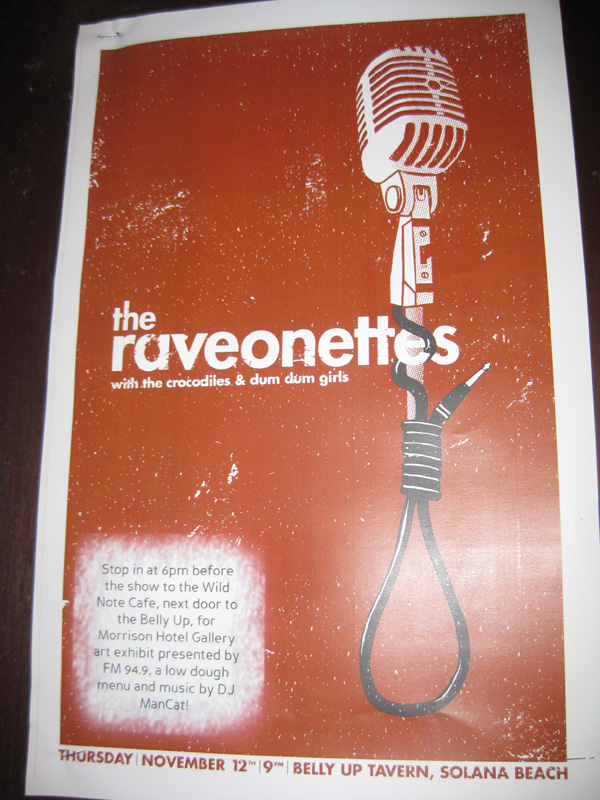 the
raveonettes
with the crocodiles & dum dum girls
Stop in at 6pm before
the show to the Wild
Note Cafe, next door to
the Belly Up, for
Morrison Hotel Gallery
art exhibit presented by
FM 94.9, a low dough
menu and music by DJ
ManCat!
THURSDAY | NOVEMBER 12TH | 9PM | BELLY UP TAVERN, SOLANA BEACH